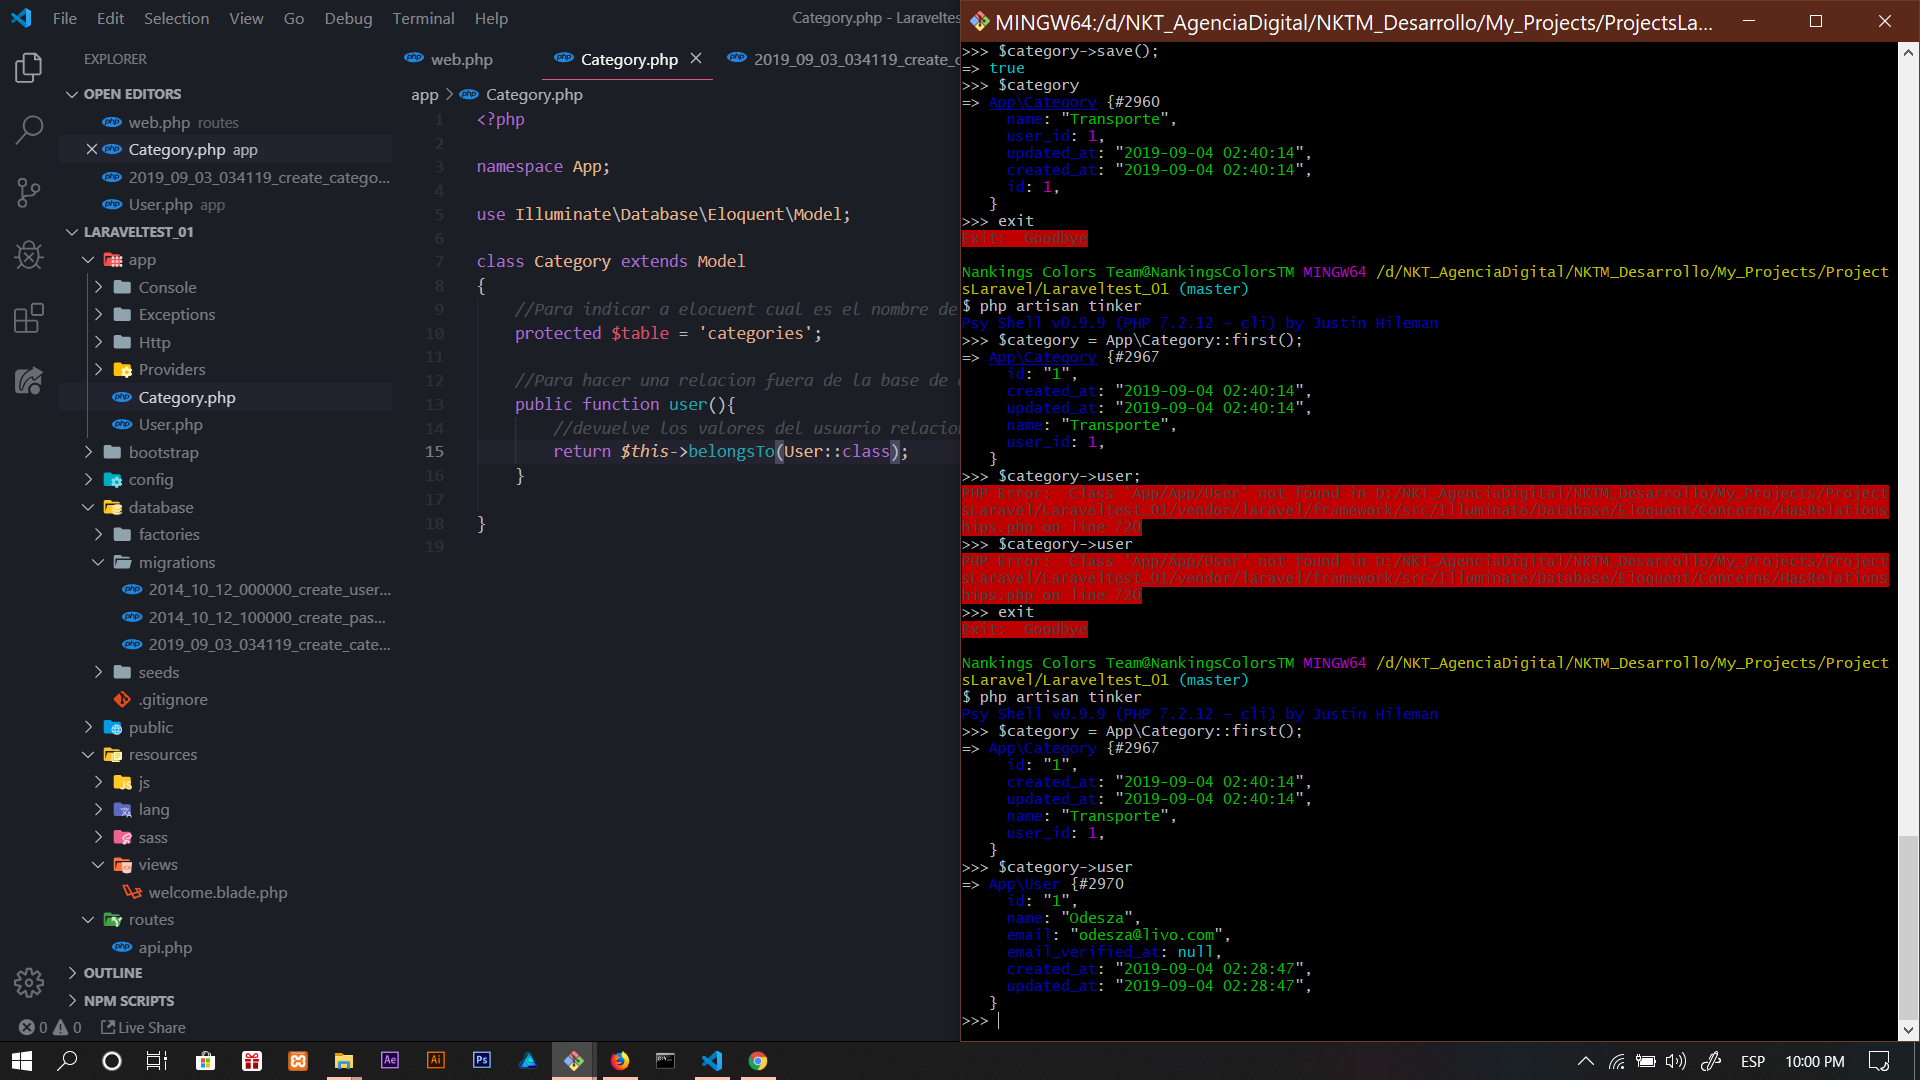 File Edit Selection View Go Debug Terminal Help
Category.php - Laraveltes
EXPLORER
OPEN EDITORS
web.php routes
Category.php app
2019_09_03_034119_create_catego...
User.php app
LARAVELTEST_01
app
Console
Exceptions
Http
Providers
Category.php
User.php
bootstrap
config
database
factories
migrations
2014_10_12_000000_create_user...
2014_10_12_100000_create_pas...
2019_09_03_034119_create_cate...
seeds
.gitignore
public
resources
js
lang
sass
views
welcome.blade.php
routes
api.php
OUTLINE
NPM SCRIPTS
0 0 Live Share
web.php Category.php 2019_09_03_034119_create_c
app > Category.php
1 <?php
2
3 namespace App;
4
5 use Illuminate\Database\Eloquent\Model;
6
7 class Category extends Model
8 {
9 //Para indicar a elocuent cual es el nombre de
10 protected $table = 'categories';
11
12 //Para hacer una relacion fuera de la base de
13 public function user(){
14 //devuelve los valores del usuario relacion
15 return $this->belongsTo(User::class);
16 }
17
18 }
19
MINGW64:/d/NKT_AgenciaDigital/NKTM_Desarrollo/My_Projects/ProjectsLa...
>>> $category->save();
=> true
>>> $category
=> App\Category {#2960
name: "Transporte",
user_id: 1,
updated_at: "2019-09-04 02:40:14",
created_at: "2019-09-04 02:40:14",
id: 1,
}
>>> exit
Exit: Goodbye
Nankings Colors Team@NankingsColorsTM MINGW64 /d/NKT_AgenciaDigital/NKTM_Desarrollo/My_Projects/Project
sLaravel/Laraveltest_01 (master)
$ php artisan tinker
Psy Shell v0.9.9 (PHP 7.2.12 — cli) by Justin Hileman
>>> $category = App\Category::first();
=> App\Category {#2967
id: "1",
created_at: "2019-09-04 02:40:14",
updated_at: "2019-09-04 02:40:14",
name: "Transporte",
user_id: 1,
}
>>> $category->user;
PHP Error: Class 'App/App/User' not found in D:/NKT_AgenciaDigital/NKTM_Desarrollo/My_Projects/Project
sLaravel/Laraveltest_01/vendor/laravel/framework/src/Illuminate/Database/Eloquent/Concerns/HasRelations
hips.php on line 720
>>> $category->user
PHP Error: Class 'App/App/User' not found in D:/NKT_AgenciaDigital/NKTM_Desarrollo/My_Projects/Project
sLaravel/Laraveltest_01/vendor/laravel/framework/src/Illuminate/Database/Eloquent/Concerns/HasRelations
hips.php on line 720
>>> exit
Exit: Goodbye
Nankings Colors Team@NankingsColorsTM MINGW64 /d/NKT_AgenciaDigital/NKTM_Desarrollo/My_Projects/Project
sLaravel/Laraveltest_01 (master)
$ php artisan tinker
Psy Shell v0.9.9 (PHP 7.2.12 — cli) by Justin Hileman
>>> $category = App\Category::first();
=> App\Category {#2967
id: "1",
created_at: "2019-09-04 02:40:14",
updated_at: "2019-09-04 02:40:14",
name: "Transporte",
user_id: 1,
}
>>> $category->user
=> App\User {#2970
id: "1",
name: "Odesza",
email: "odesza@livo.com",
email_verified_at: null,
created_at: "2019-09-04 02:28:47",
updated_at: "2019-09-04 02:28:47",
}
>>>
Ae Ai Ps
ESP 10:00 PM